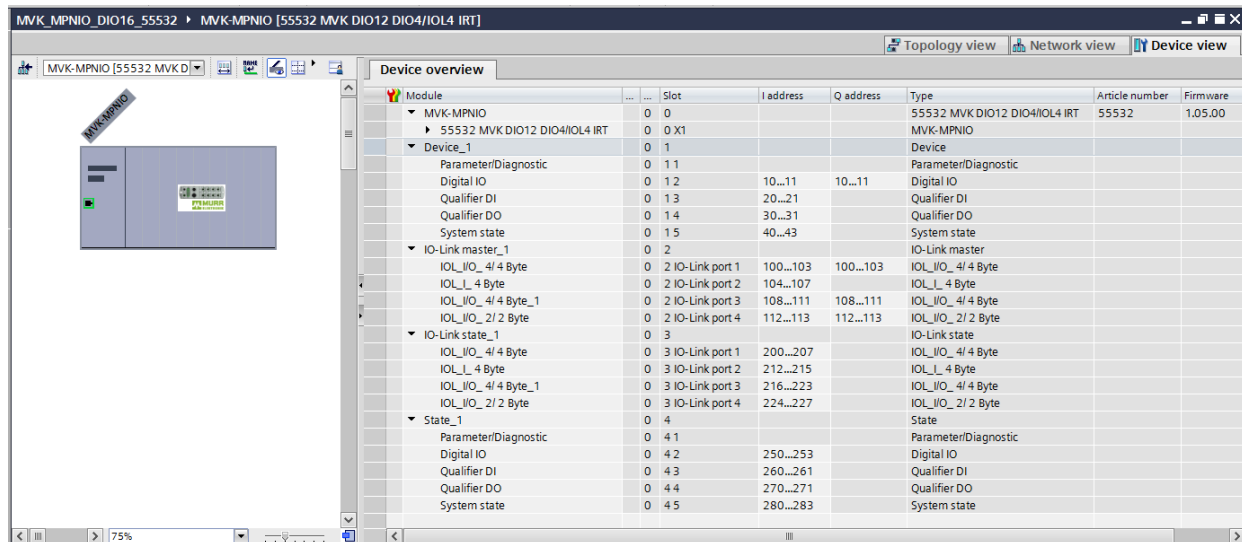 MVK_MPNIO_DIO16_55532 ▸ MVK-MPNIO [55532 MVK DIO12 DIO4/IOL4 IRT]
Topology view Network view Device view
MVK-MPNIO [55532 MVK D
Device overview
MVK-MPNIO
MURR
Module ... ... Slot I address Q address Type Article number Firmware
MVK-MPNIO 0 0 55532 MVK DIO12 DIO4/IOL4 IRT 55532 1.05.00
55532 MVK DIO12 DIO4/IOL4 IRT 0 0 X1 MVK-MPNIO
Device_1 0 1 Device
Parameter/Diagnostic 0 1 1 Parameter/Diagnostic
Digital IO 0 1 2 10...11 10...11 Digital IO
Qualifier DI 0 1 3 20...21 Qualifier DI
Qualifier DO 0 1 4 30...31 Qualifier DO
System state 0 1 5 40...43 System state
IO-Link master_1 0 2 IO-Link master
IOL_I/O_ 4/ 4 Byte 0 2 IO-Link port 1 100...103 100...103 IOL_I/O_ 4/ 4 Byte
IOL_I_ 4 Byte 0 2 IO-Link port 2 104...107 IOL_I_ 4 Byte
IOL_I/O_ 4/ 4 Byte_1 0 2 IO-Link port 3 108...111 108...111 IOL_I/O_ 4/ 4 Byte
IOL_I/O_ 2/ 2 Byte 0 2 IO-Link port 4 112...113 112...113 IOL_I/O_ 2/ 2 Byte
IO-Link state_1 0 3 IO-Link state
IOL_I/O_ 4/ 4 Byte 0 3 IO-Link port 1 200...207 IOL_I/O_ 4/ 4 Byte
IOL_I_ 4 Byte 0 3 IO-Link port 2 212...215 IOL_I_ 4 Byte
IOL_I/O_ 4/ 4 Byte_1 0 3 IO-Link port 3 216...223 IOL_I/O_ 4/ 4 Byte
IOL_I/O_ 2/ 2 Byte 0 3 IO-Link port 4 224...227 IOL_I/O_ 2/ 2 Byte
State_1 0 4 State
Parameter/Diagnostic 0 4 1 Parameter/Diagnostic
Digital IO 0 4 2 250...253 Digital IO
Qualifier DI 0 4 3 260...261 Qualifier DI
Qualifier DO 0 4 4 270...271 Qualifier DO
System state 0 4 5 280...283 System state
75%